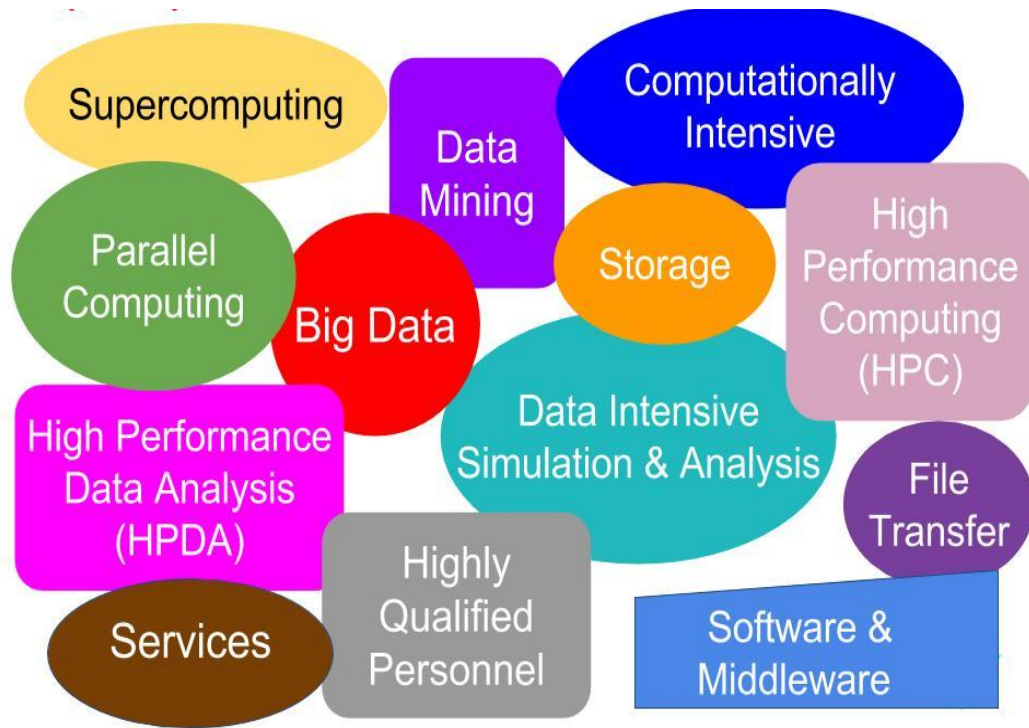 Supercomputing
Data
Mining
Computationally
Intensive
Parallel
Computing
Big Data
Storage
High
Performance
Computing
(HPC)
High Performance
Data Analysis
(HPDA)
Data Intensive
Simulation & Analysis
File
Transfer
Services
Highly
Qualified
Personnel
Software &
Middleware